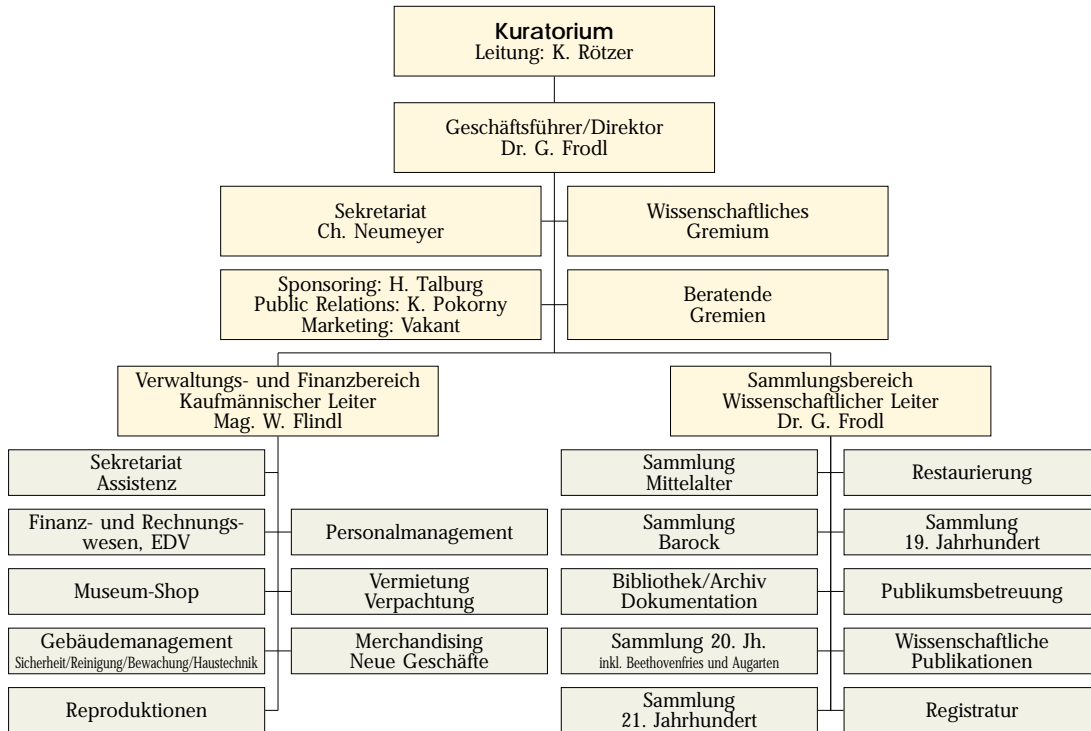 Kuratorium
Leitung: K. Rötzer
Geschäftsführer/Direktor
Dr. G. Frodl
Sekretariat
Ch. Neumeyer
Wissenschaftliches
Gremium
Sponsoring: H. Talburg
Public Relations: K. Pokorny
Marketing: Vakant
Beratende
Gremien
Verwaltungs- und Finanzbereich
Kaufmännischer Leiter
Mag. W. Flindl
Sammlungsbereich
Wissenschaftlicher Leiter
Dr. G. Frodl
Sekretariat
Assistenz
Finanz- und Rechnungs-
wesen, EDV
Personalmanagement
Museum-Shop
Vermietung
Verpachtung
Gebäudemanagement
Sicherheit/Reinigung/Bewachung/Haustechnik
Merchandising
Neue Geschäfte
Reproduktionen
Sammlung
Mittelalter
Restaurierung
Sammlung
Barock
Sammlung
19. Jahrhundert
Bibliothek/Archiv
Dokumentation
Publikumsbetreuung
Sammlung 20. Jh.
inkl. Beethovenfries und Augarten
Wissenschaftliche
Publikationen
Sammlung
21. Jahrhundert
Registratur